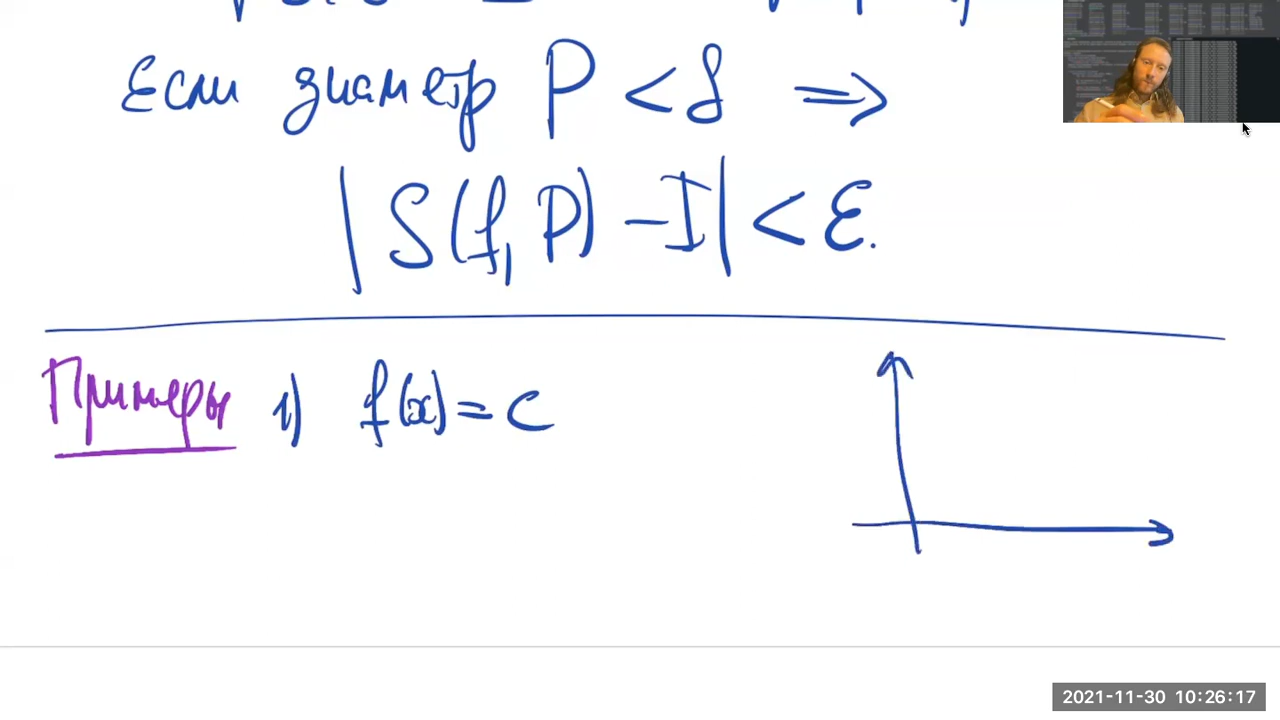 Если диаметр P < δ ⇒
| S(f, P) − I | < ε.
Примеры 1) f(x) = c
2021-11-30 10:26:17